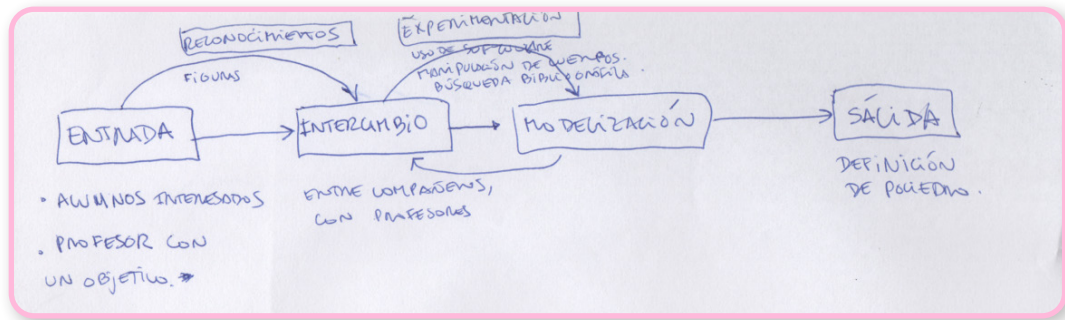 RECONOCIMIENTOS
FIGURAS
EXPERIMENTACIÓN
USO DE SOFTWARE
MANIPULACIÓN DE CUERPOS.
BÚSQUEDA BIBLIOGRÁFICA.
ENTRADA
INTERCAMBIO
MODELIZACIÓN
SÁLIDA
• ALUMNOS INTERESADOS
• PROFESOR CON
UN OBJETIVO.
ENTRE COMPAÑEROS,
CON PROFESORES
DEFINICIÓN
DE POLIEDRO.